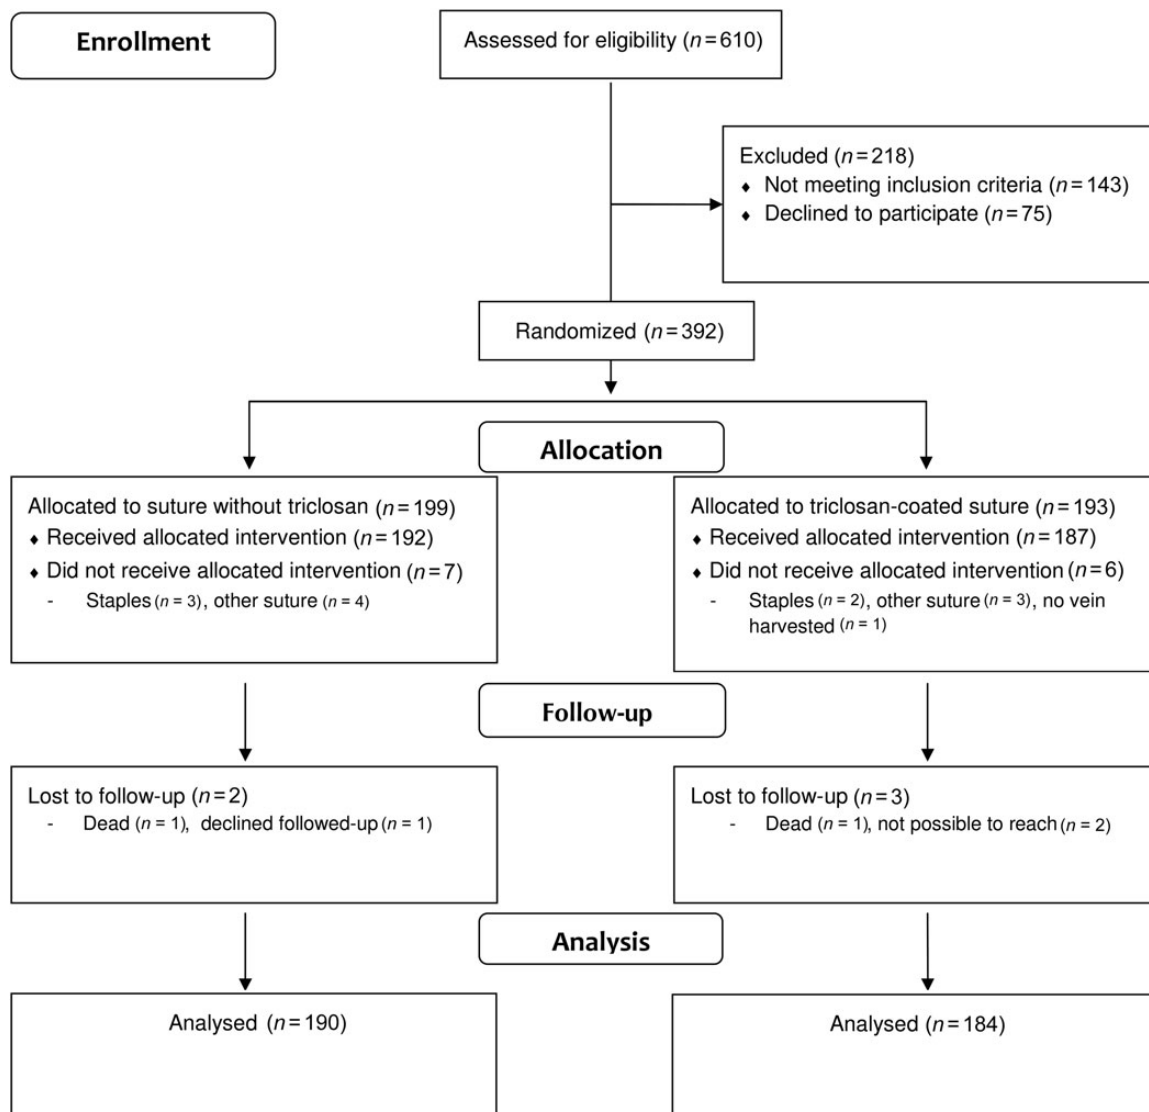 Enrollment
Assessed for eligibility (n=610)
Excluded (n=218)
♦ Not meeting inclusion criteria (n=143)
♦ Declined to participate (n=75)
Randomized (n=392)
Allocation
Allocated to suture without triclosan (n=199)
♦ Received allocated intervention (n=192)
♦ Did not receive allocated intervention (n=7)
- Staples (n = 3), other suture (n = 4)
Allocated to triclosan-coated suture (n=193)
♦ Received allocated intervention (n=187)
♦ Did not receive allocated intervention (n=6)
- Staples (n = 2), other suture (n = 3), no vein
harvested (n = 1)
Follow-up
Lost to follow-up (n=2)
- Dead (n = 1), declined followed-up (n = 1)
Lost to follow-up (n=3)
- Dead (n = 1), not possible to reach (n = 2)
Analysis
Analysed (n=190)
Analysed (n=184)